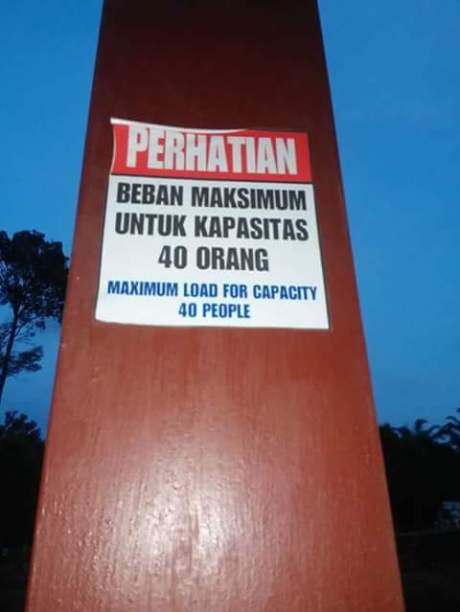 PERHATIAN
BEBAN MAKSIMUM
UNTUK KAPASITAS
40 ORANG
MAXIMUM LOAD FOR CAPACITY
40 PEOPLE